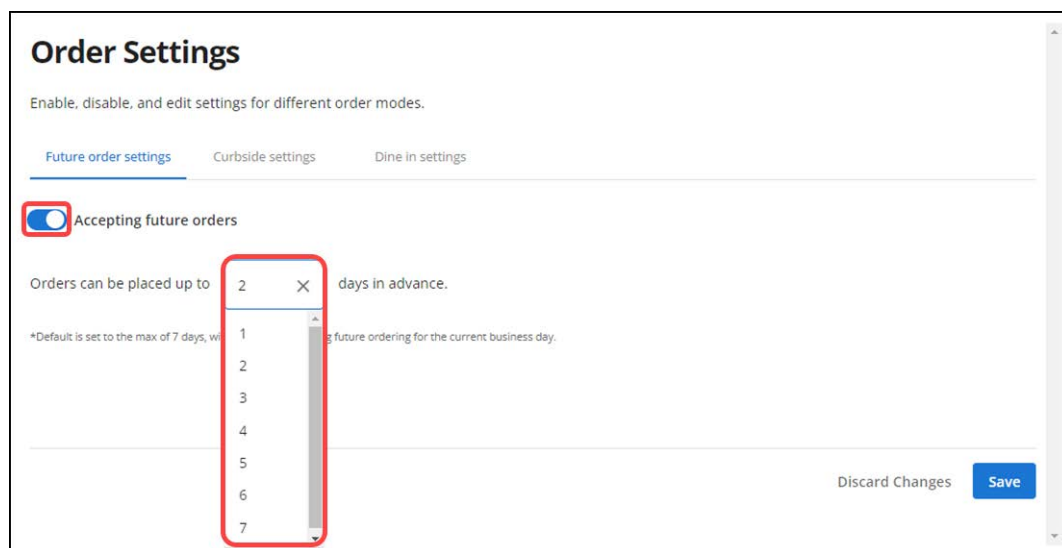 Order Settings
Enable, disable, and edit settings for different order modes.
Future order settings Curbside settings Dine in settings
Accepting future orders
Orders can be placed up to 2 days in advance.
*Default is set to the max of 7 days, future ordering for the current business day.
1
2
3
4
5
6
7
Discard Changes Save